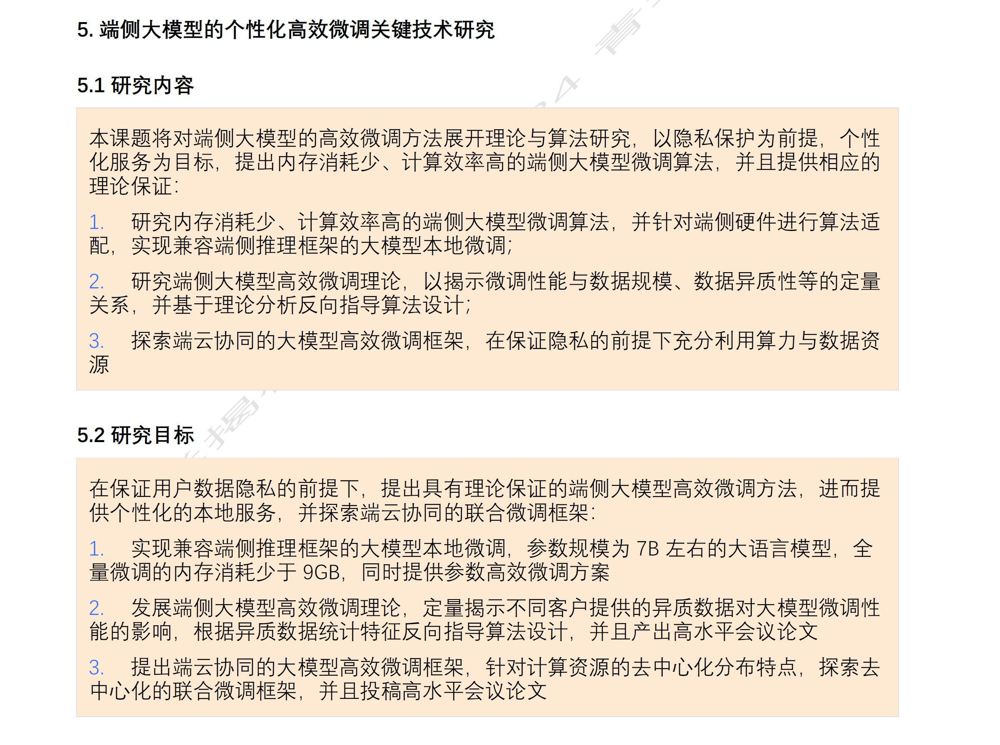 5. 端侧大模型的个性化高效微调关键技术研究
5.1 研究内容
本课题将对端侧大模型的高效微调方法展开理论与算法研究，以隐私保护为前提，个性
化服务为目标，提出内存消耗少、计算效率高的端侧大模型微调算法，并且提供相应的
理论保证：
1. 研究内存消耗少、计算效率高的端侧大模型微调算法，并针对端侧硬件进行算法适
配，实现兼容端侧推理框架的大模型本地微调；
2. 研究端侧大模型高效微调理论，以揭示微调性能与数据规模、数据异质性等的定量
关系，并基于理论分析反向指导算法设计；
3. 探索端云协同的大模型高效微调框架，在保证隐私的前提下充分利用算力与数据资
源
5.2 研究目标
在保证用户数据隐私的前提下，提出具有理论保证的端侧大模型高效微调方法，进而提
供个性化的本地服务，并探索端云协同的联合微调框架：
1. 实现兼容端侧推理框架的大模型本地微调，参数规模为 7B 左右的大语言模型，全
量微调的内存消耗少于 9GB，同时提供参数高效微调方案
2. 发展端侧大模型高效微调理论，定量揭示不同客户提供的异质数据对大模型微调性
能的影响，根据异质数据统计特征反向指导算法设计，并且产出高水平会议论文
3. 提出端云协同的大模型高效微调框架，针对计算资源的去中心化分布特点，探索去
中心化的联合微调框架，并且投稿高水平会议论文